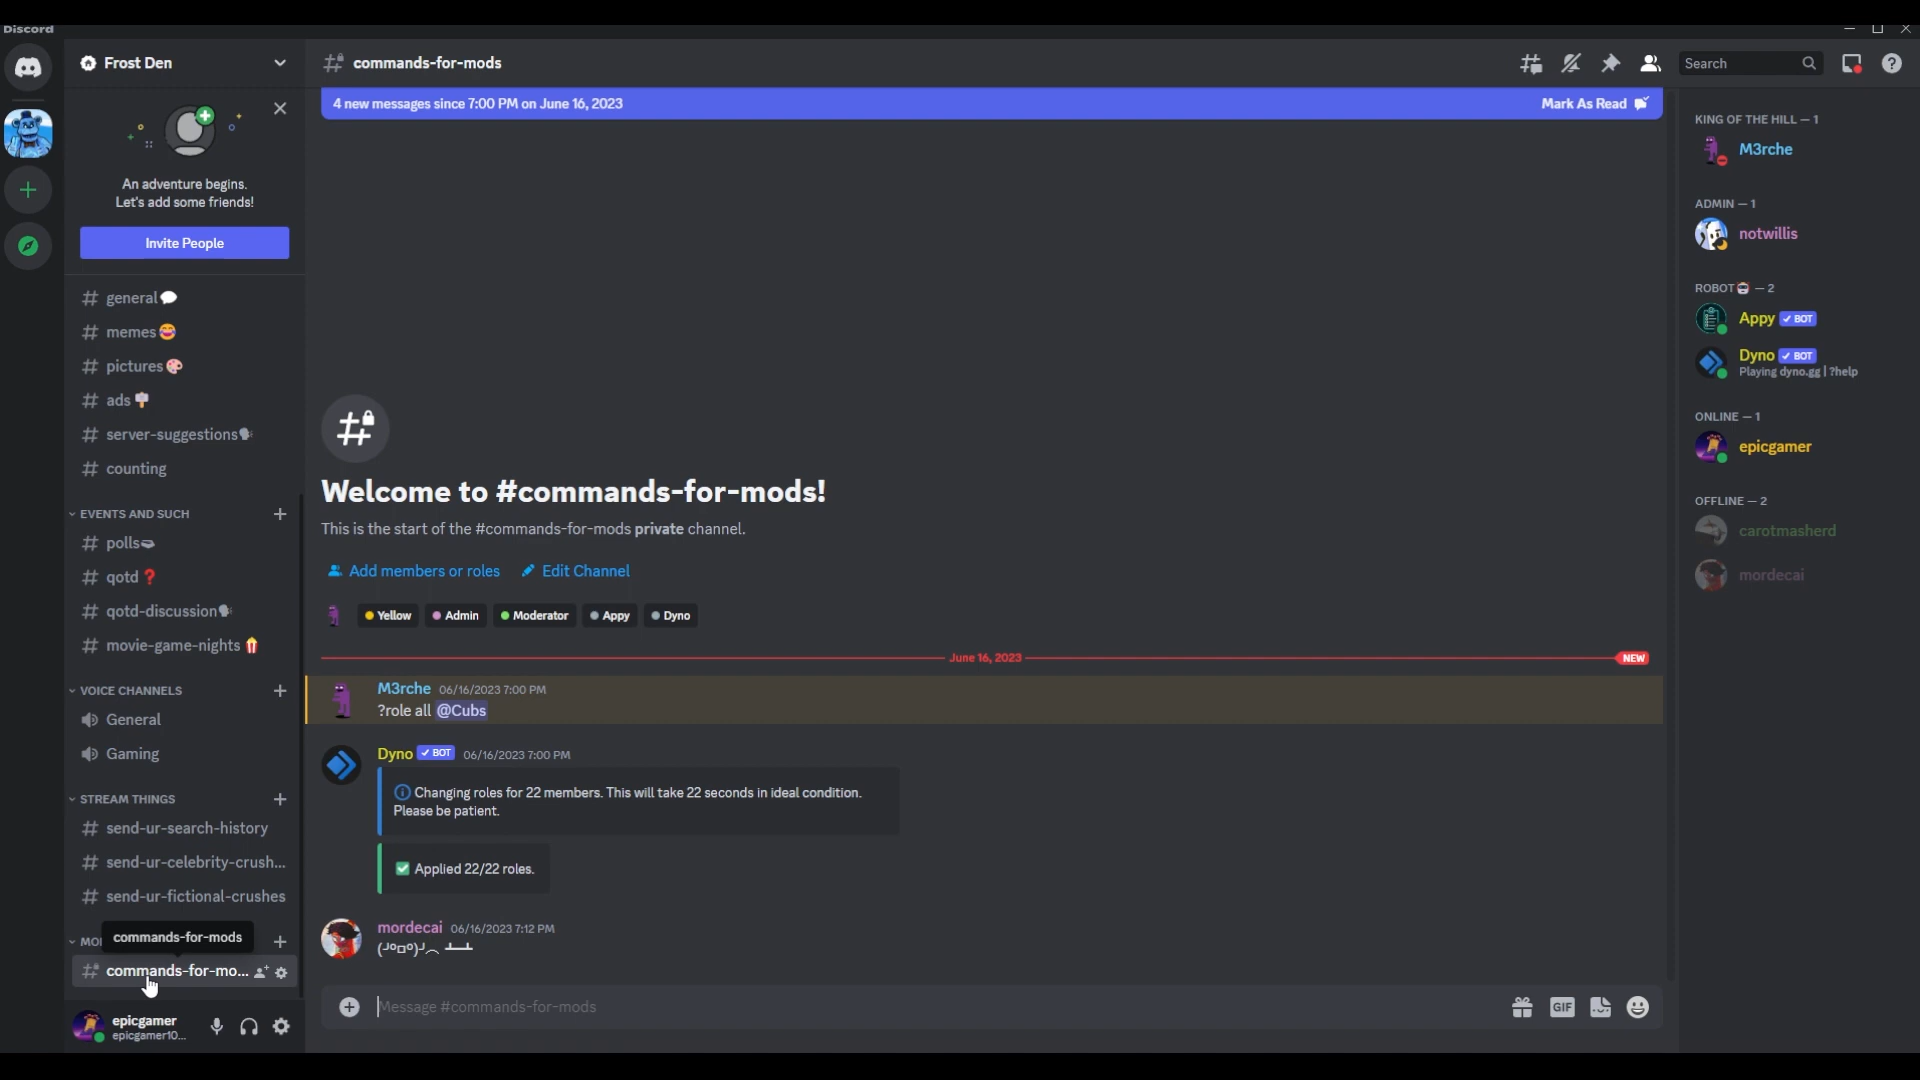 Discord
Frost Den
An adventure begins.
Let's add some friends!
Invite People
general
memes
pictures
ads
server-suggestions
counting
EVENTS AND SUCH
polls
qotd
qotd-discussion
movie-game-nights
VOICE CHANNELS
General
Gaming
STREAM THINGS
send-ur-search-history
send-ur-celebrity-crush...
send-ur-fictional-crushes
MO
commands-for-mods
commands-for-mo...
epicgamer
epicgamer10...
commands-for-mods
Search
4 new messages since 7:00 PM on June 16, 2023
Mark As Read
Welcome to #commands-for-mods!
This is the start of the #commands-for-mods private channel.
Add members or roles Edit Channel
Yellow Admin Moderator Appy Dyno
June 16, 2023 NEW
M3rche 06/16/2023 7:00 PM
?role all @Cubs
Dyno ✓ BOT 06/16/2023 7:00 PM
Changing roles for 22 members. This will take 22 seconds in ideal condition.
Please be patient.
Applied 22/22 roles.
mordecai 06/16/2023 7:12 PM
(╯°□°)╯︵ ┻━┻
Message #commands-for-mods
GIF
KING OF THE HILL — 1
M3rche
ADMIN — 1
notwillis
ROBOT — 2
Appy ✓ BOT
Dyno ✓ BOT
Playing dyno.gg | ?help
ONLINE — 1
epicgamer
OFFLINE — 2
carotmasherd
mordecai